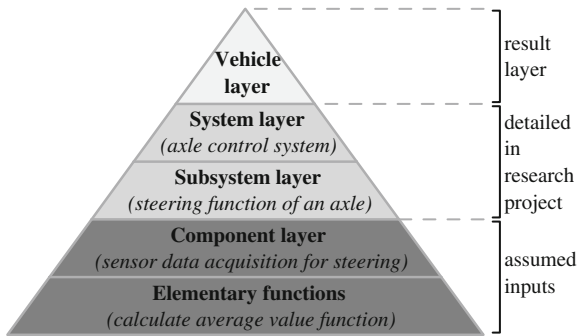 Vehicle
layer
System layer
(axle control system)
Subsystem layer
(steering function of an axle)
Component layer
(sensor data acquisition for steering)
Elementary functions
(calculate average value function)
result
layer
detailed
in
research
project
assumed
inputs